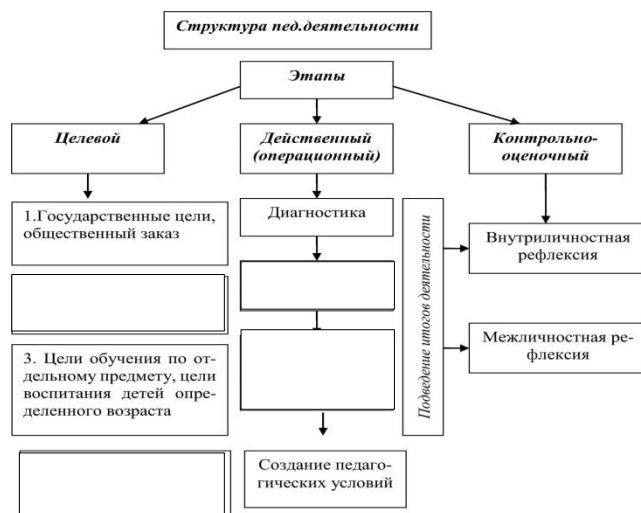 Структура пед.деятельности
Этапы
Целевой
Действенный
(операционный)
Контрольно-
оценочный
1.Государственные цели,
общественный заказ
3. Цели обучения по от-
дельному предмету, цели
воспитания детей опре-
деленного возраста
Диагностика
Создание педаго-
гических условий
Подведение итогов деятельности
Внутриличностная
рефлексия
Межличностная ре-
флексия